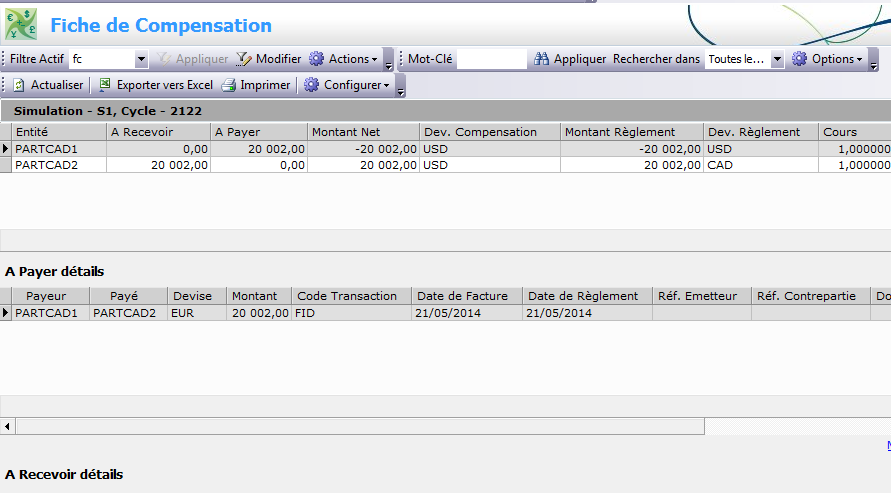 Fiche de Compensation
Filtre Actif fc Appliquer Modifier Actions Mot-Clé Appliquer Rechercher dans Toutes le... Options
Actualiser Exporter vers Excel Imprimer Configurer
Simulation - S1, Cycle - 2122
Entité A Recevoir A Payer Montant Net Dev. Compensation Montant Règlement Dev. Règlement Cours
PARTCAD1 0,00 20 002,00 -20 002,00 USD -20 002,00 USD 1,000000
PARTCAD2 20 002,00 0,00 20 002,00 USD 20 002,00 CAD 1,000000
A Payer détails
Payeur Payé Devise Montant Code Transaction Date de Facture Date de Règlement Réf. Emetteur Réf. Contrepartie Do
PARTCAD1 PARTCAD2 EUR 20 002,00 FID 21/05/2014 21/05/2014
A Recevoir détails